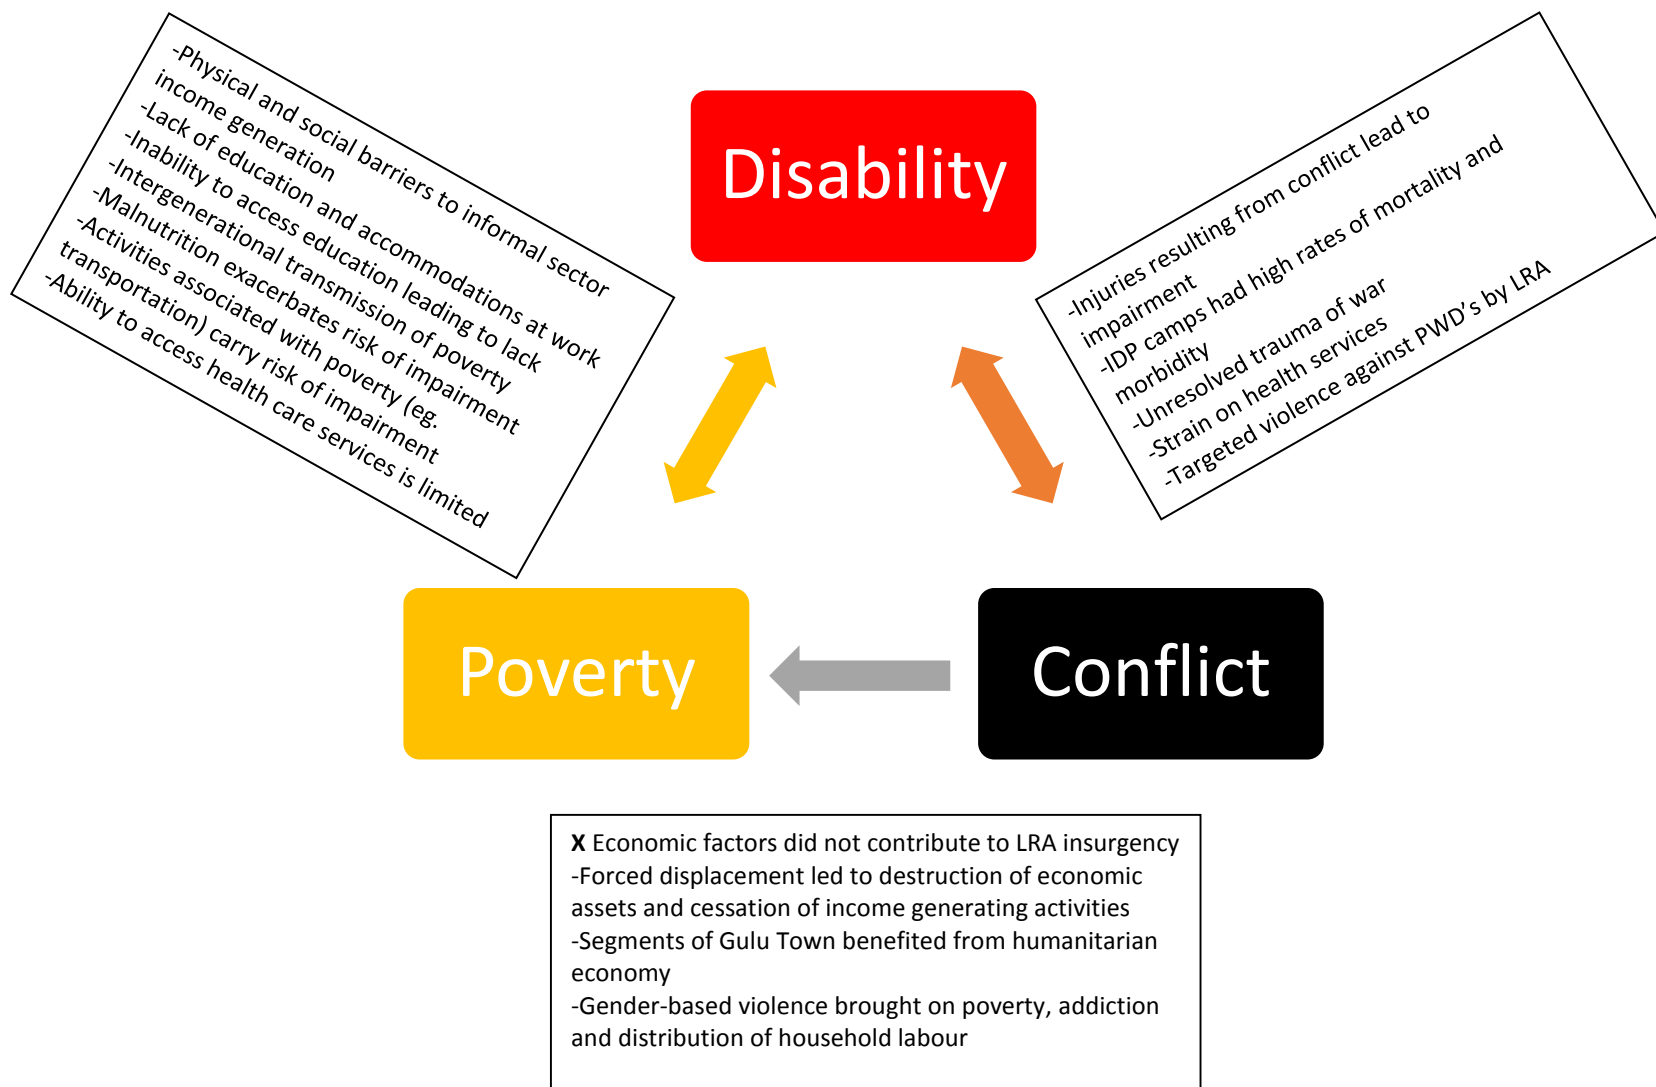 -Physical and social barriers to informal sector
income generation
-Lack of education and accommodations at work
-Inability to access education leading to lack
-Intergenerational transmission of poverty
-Malnutrition exacerbates risk of impairment
-Activities associated with poverty (eg.
transportation) carry risk of impairment
-Ability to access health care services is limited
Disability
-Injuries resulting from conflict lead to
impairment
-IDP camps had high rates of mortality and
morbidity
-Unresolved trauma of war
-Strain on health services
-Targeted violence against PWD's by LRA
Poverty
Conflict
X Economic factors did not contribute to LRA insurgency
-Forced displacement led to destruction of economic
assets and cessation of income generating activities
-Segments of Gulu Town benefited from humanitarian
economy
-Gender-based violence brought on poverty, addiction
and distribution of household labour